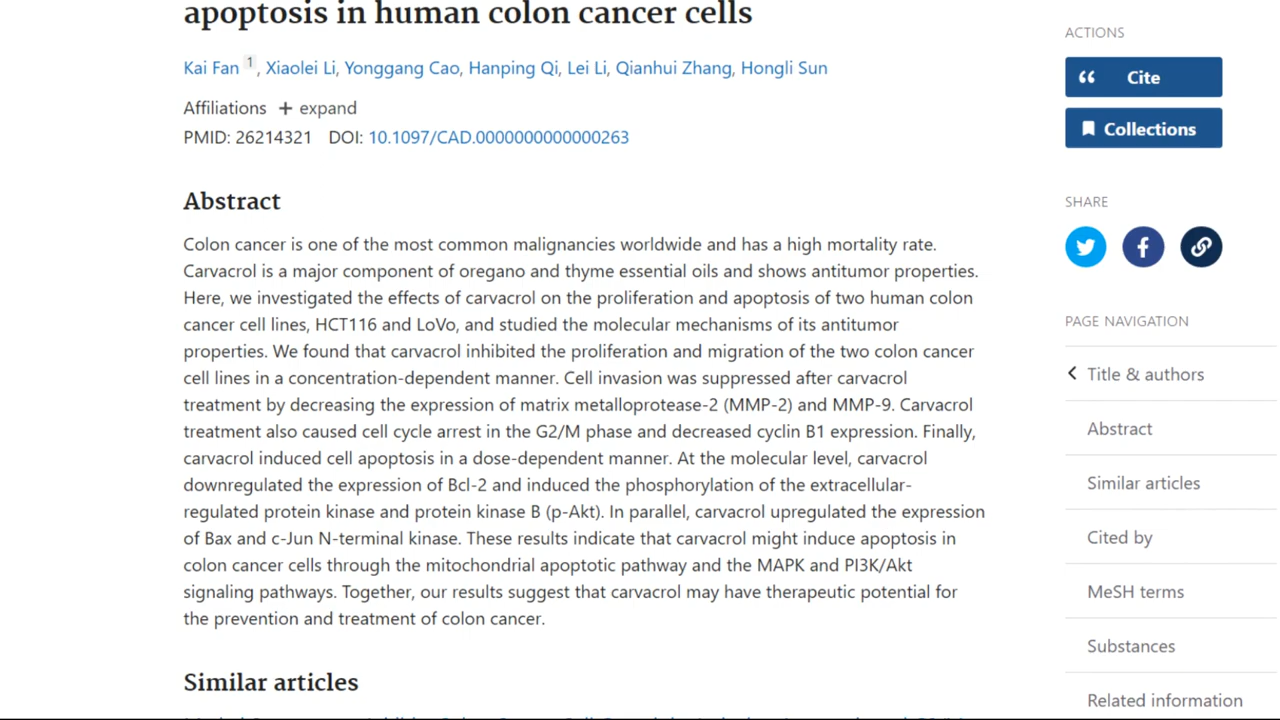 apoptosis in human colon cancer cells
Kai Fan 1, Xiaolei Li, Yonggang Cao, Hanping Qi, Lei Li, Qianhui Zhang, Hongli Sun
Affiliations + expand
PMID: 26214321 DOI: 10.1097/CAD.0000000000000263
Abstract
Colon cancer is one of the most common malignancies worldwide and has a high mortality rate.
Carvacrol is a major component of oregano and thyme essential oils and shows antitumor properties.
Here, we investigated the effects of carvacrol on the proliferation and apoptosis of two human colon
cancer cell lines, HCT116 and LoVo, and studied the molecular mechanisms of its antitumor
properties. We found that carvacrol inhibited the proliferation and migration of the two colon cancer
cell lines in a concentration-dependent manner. Cell invasion was suppressed after carvacrol
treatment by decreasing the expression of matrix metalloprotease-2 (MMP-2) and MMP-9. Carvacrol
treatment also caused cell cycle arrest in the G2/M phase and decreased cyclin B1 expression. Finally,
carvacrol induced cell apoptosis in a dose-dependent manner. At the molecular level, carvacrol
downregulated the expression of Bcl-2 and induced the phosphorylation of the extracellular-
regulated protein kinase and protein kinase B (p-Akt). In parallel, carvacrol upregulated the expression
of Bax and c-Jun N-terminal kinase. These results indicate that carvacrol might induce apoptosis in
colon cancer cells through the mitochondrial apoptotic pathway and the MAPK and PI3K/Akt
signaling pathways. Together, our results suggest that carvacrol may have therapeutic potential for
the prevention and treatment of colon cancer.
Similar articles
ACTIONS
Cite
Collections
SHARE
PAGE NAVIGATION
Title & authors
Abstract
Similar articles
Cited by
MeSH terms
Substances
Related information